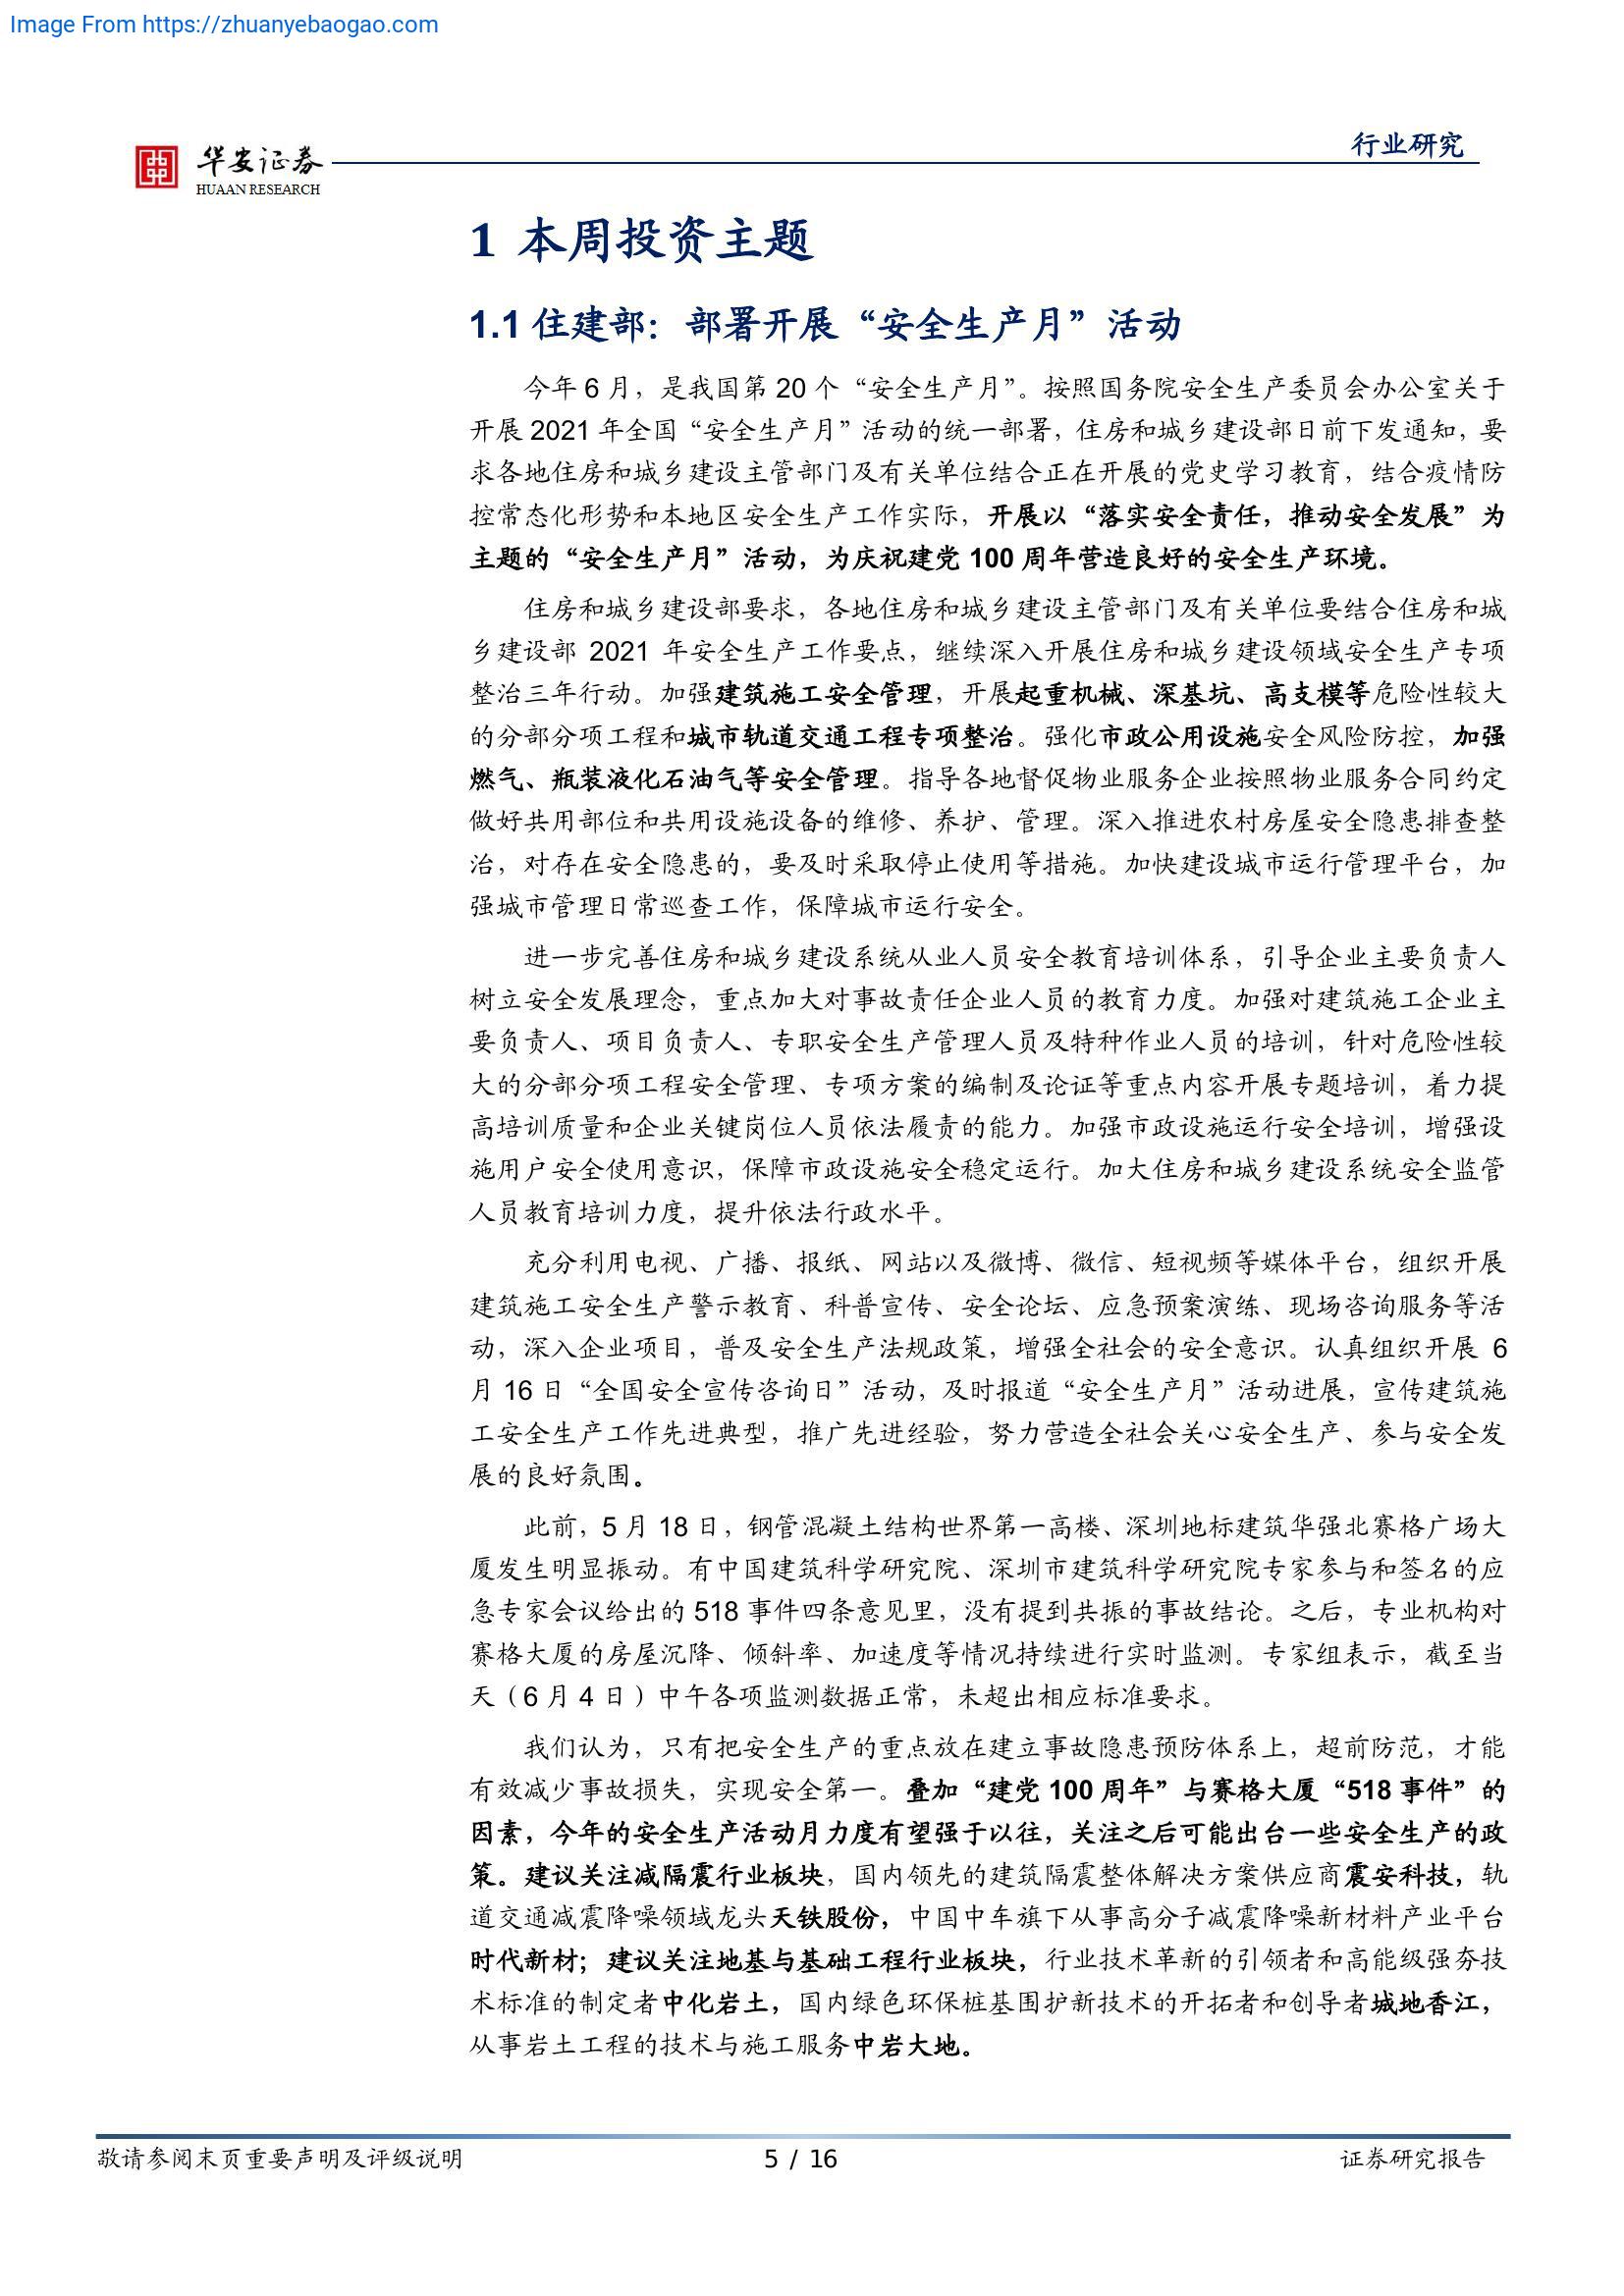 Image From https://zhuanyebaogao.com
行业研究
华安证券
HUAAN RESEARCH
1 本周投资主题
1.1 住建部：部署开展“安全生产月”活动
今年 6 月，是我国第 20 个“安全生产月”。按照国务院安全生产委员会办公室关于
开展 2021 年全国“安全生产月”活动的统一部署，住房和城乡建设部日前下发通知，要
求各地住房和城乡建设主管部门及有关单位结合正在开展的党史学习教育，结合疫情防
控常态化形势和本地区安全生产工作实际，开展以“落实安全责任，推动安全发展”为
主题的“安全生产月”活动，为庆祝建党 100 周年营造良好的安全生产环境。
住房和城乡建设部要求，各地住房和城乡建设主管部门及有关单位要结合住房和城
乡建设部 2021 年安全生产工作要点，继续深入开展住房和城乡建设领域安全生产专项
整治三年行动。加强建筑施工安全管理，开展起重机械、深基坑、高支模等危险性较大
的分部分项工程和城市轨道交通工程专项整治。强化市政公用设施安全风险防控，加强
燃气、瓶装液化石油气等安全管理。指导各地督促物业服务企业按照物业服务合同约定
做好共用部位和共用设施设备的维修、养护、管理。深入推进农村房屋安全隐患排查整
治，对存在安全隐患的，要及时采取停止使用等措施。加快建设城市运行管理平台，加
强城市管理日常巡查工作，保障城市运行安全。
进一步完善住房和城乡建设系统从业人员安全教育培训体系，引导企业主要负责人
树立安全发展理念，重点加大对事故责任企业人员的教育力度。加强对建筑施工企业主
要负责人、项目负责人、专职安全生产管理人员及特种作业人员的培训，针对危险性较
大的分部分项工程安全管理、专项方案的编制及论证等重点内容开展专题培训，着力提
高培训质量和企业关键岗位人员依法履责的能力。加强市政设施运行安全培训，增强设
施用户安全使用意识，保障市政设施安全稳定运行。加大住房和城乡建设系统安全监管
人员教育培训力度，提升依法行政水平。
充分利用电视、广播、报纸、网站以及微博、微信、短视频等媒体平台，组织开展
建筑施工安全生产警示教育、科普宣传、安全论坛、应急预案演练、现场咨询服务等活
动，深入企业项目，普及安全生产法规政策，增强全社会的安全意识。认真组织开展 6
月 16 日“全国安全宣传咨询日”活动，及时报道“安全生产月”活动进展，宣传建筑施
工安全生产工作先进典型，推广先进经验，努力营造全社会关心安全生产、参与安全发
展的良好氛围。
此前，5 月 18 日，钢管混凝土结构世界第一高楼、深圳地标建筑华强北赛格广场大
厦发生明显振动。有中国建筑科学研究院、深圳市建筑科学研究院专家参与和签名的应
急专家会议给出的 518 事件四条意见里，没有提到共振的事故结论。之后，专业机构对
赛格大厦的房屋沉降、倾斜率、加速度等情况持续进行实时监测。专家组表示，截至当
天（6 月 4 日）中午各项监测数据正常，未超出相应标准要求。
我们认为，只有把安全生产的重点放在建立事故隐患预防体系上，超前防范，才能
有效减少事故损失，实现安全第一。叠加“建党 100 周年”与赛格大厦“518 事件”的
因素，今年的安全生产活动月力度有望强于以往，关注之后可能出台一些安全生产的政
策。建议关注减隔震行业板块，国内领先的建筑隔震整体解决方案供应商震安科技，轨
道交通减震降噪领域龙头天铁股份，中国中车旗下从事高分子减震降噪新材料产业平台
时代新材；建议关注地基与基础工程行业板块，行业技术革新的引领者和高能级强夯技
术标准的制定者中化岩土，国内绿色环保桩基围护新技术的开拓者和创导者城地香江，
从事岩土工程的技术与施工服务中岩大地。
敬请参阅末页重要声明及评级说明
5 / 16
证券研究报告